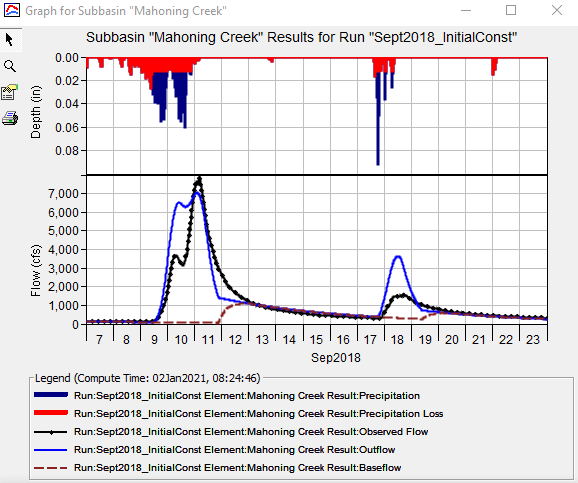 Graph for Subbasin "Mahoning Creek"
Subbasin "Mahoning Creek" Results for Run "Sept2018_InitialConst"
Depth (in)
0.00
0.02
0.04
0.06
0.08
Flow (cfs)
7,000
6,000
5,000
4,000
3,000
2,000
1,000
0
7 8 9 10 11 12 13 14 15 16 17 18 19 20 21 22 23
Sep2018
Legend (Compute Time: 02Jan2021, 08:24:46)
Run:Sept2018_InitialConst Element:Mahoning Creek Result:Precipitation
Run:Sept2018_InitialConst Element:Mahoning Creek Result:Precipitation Loss
Run:Sept2018_InitialConst Element:Mahoning Creek Result:Observed Flow
Run:Sept2018_InitialConst Element:Mahoning Creek Result:Outflow
Run:Sept2018_InitialConst Element:Mahoning Creek Result:Baseflow